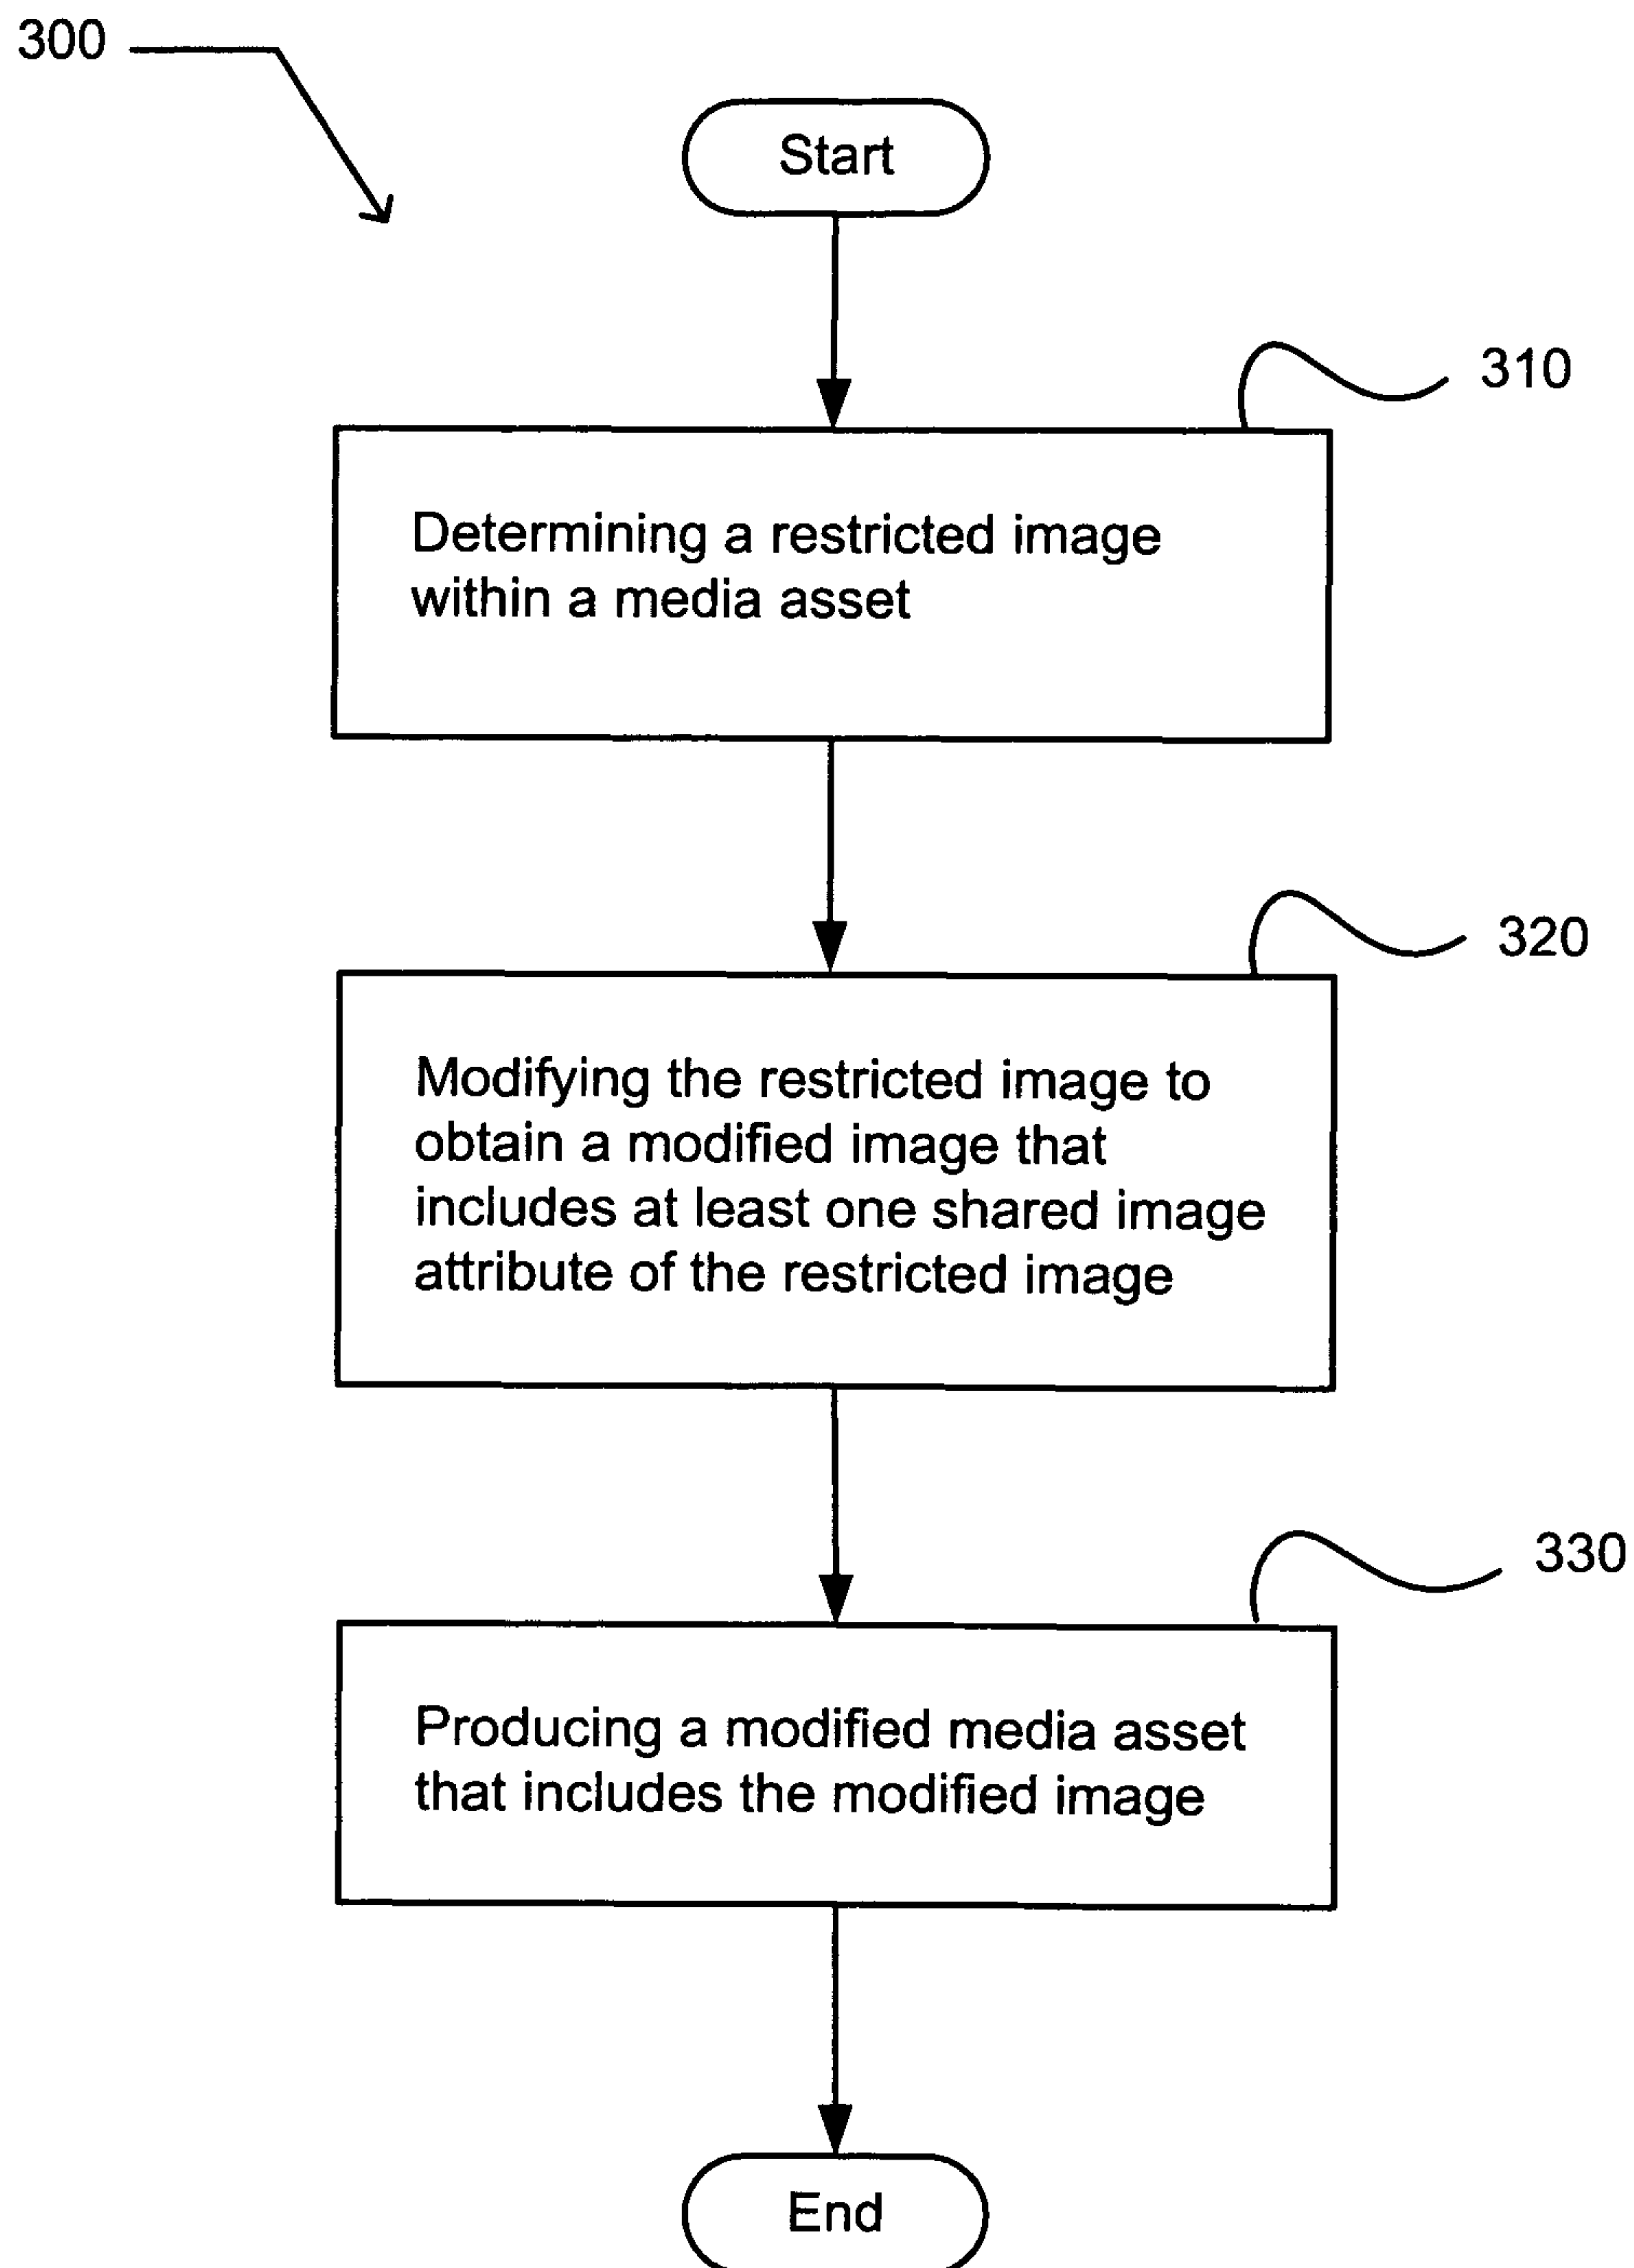 300
Start
310
Determining a restricted image
within a media asset
320
Modifying the restricted image to
obtain a modified image that
includes at least one shared image
attribute of the restricted image
330
Producing a modified media asset
that includes the modified image
End